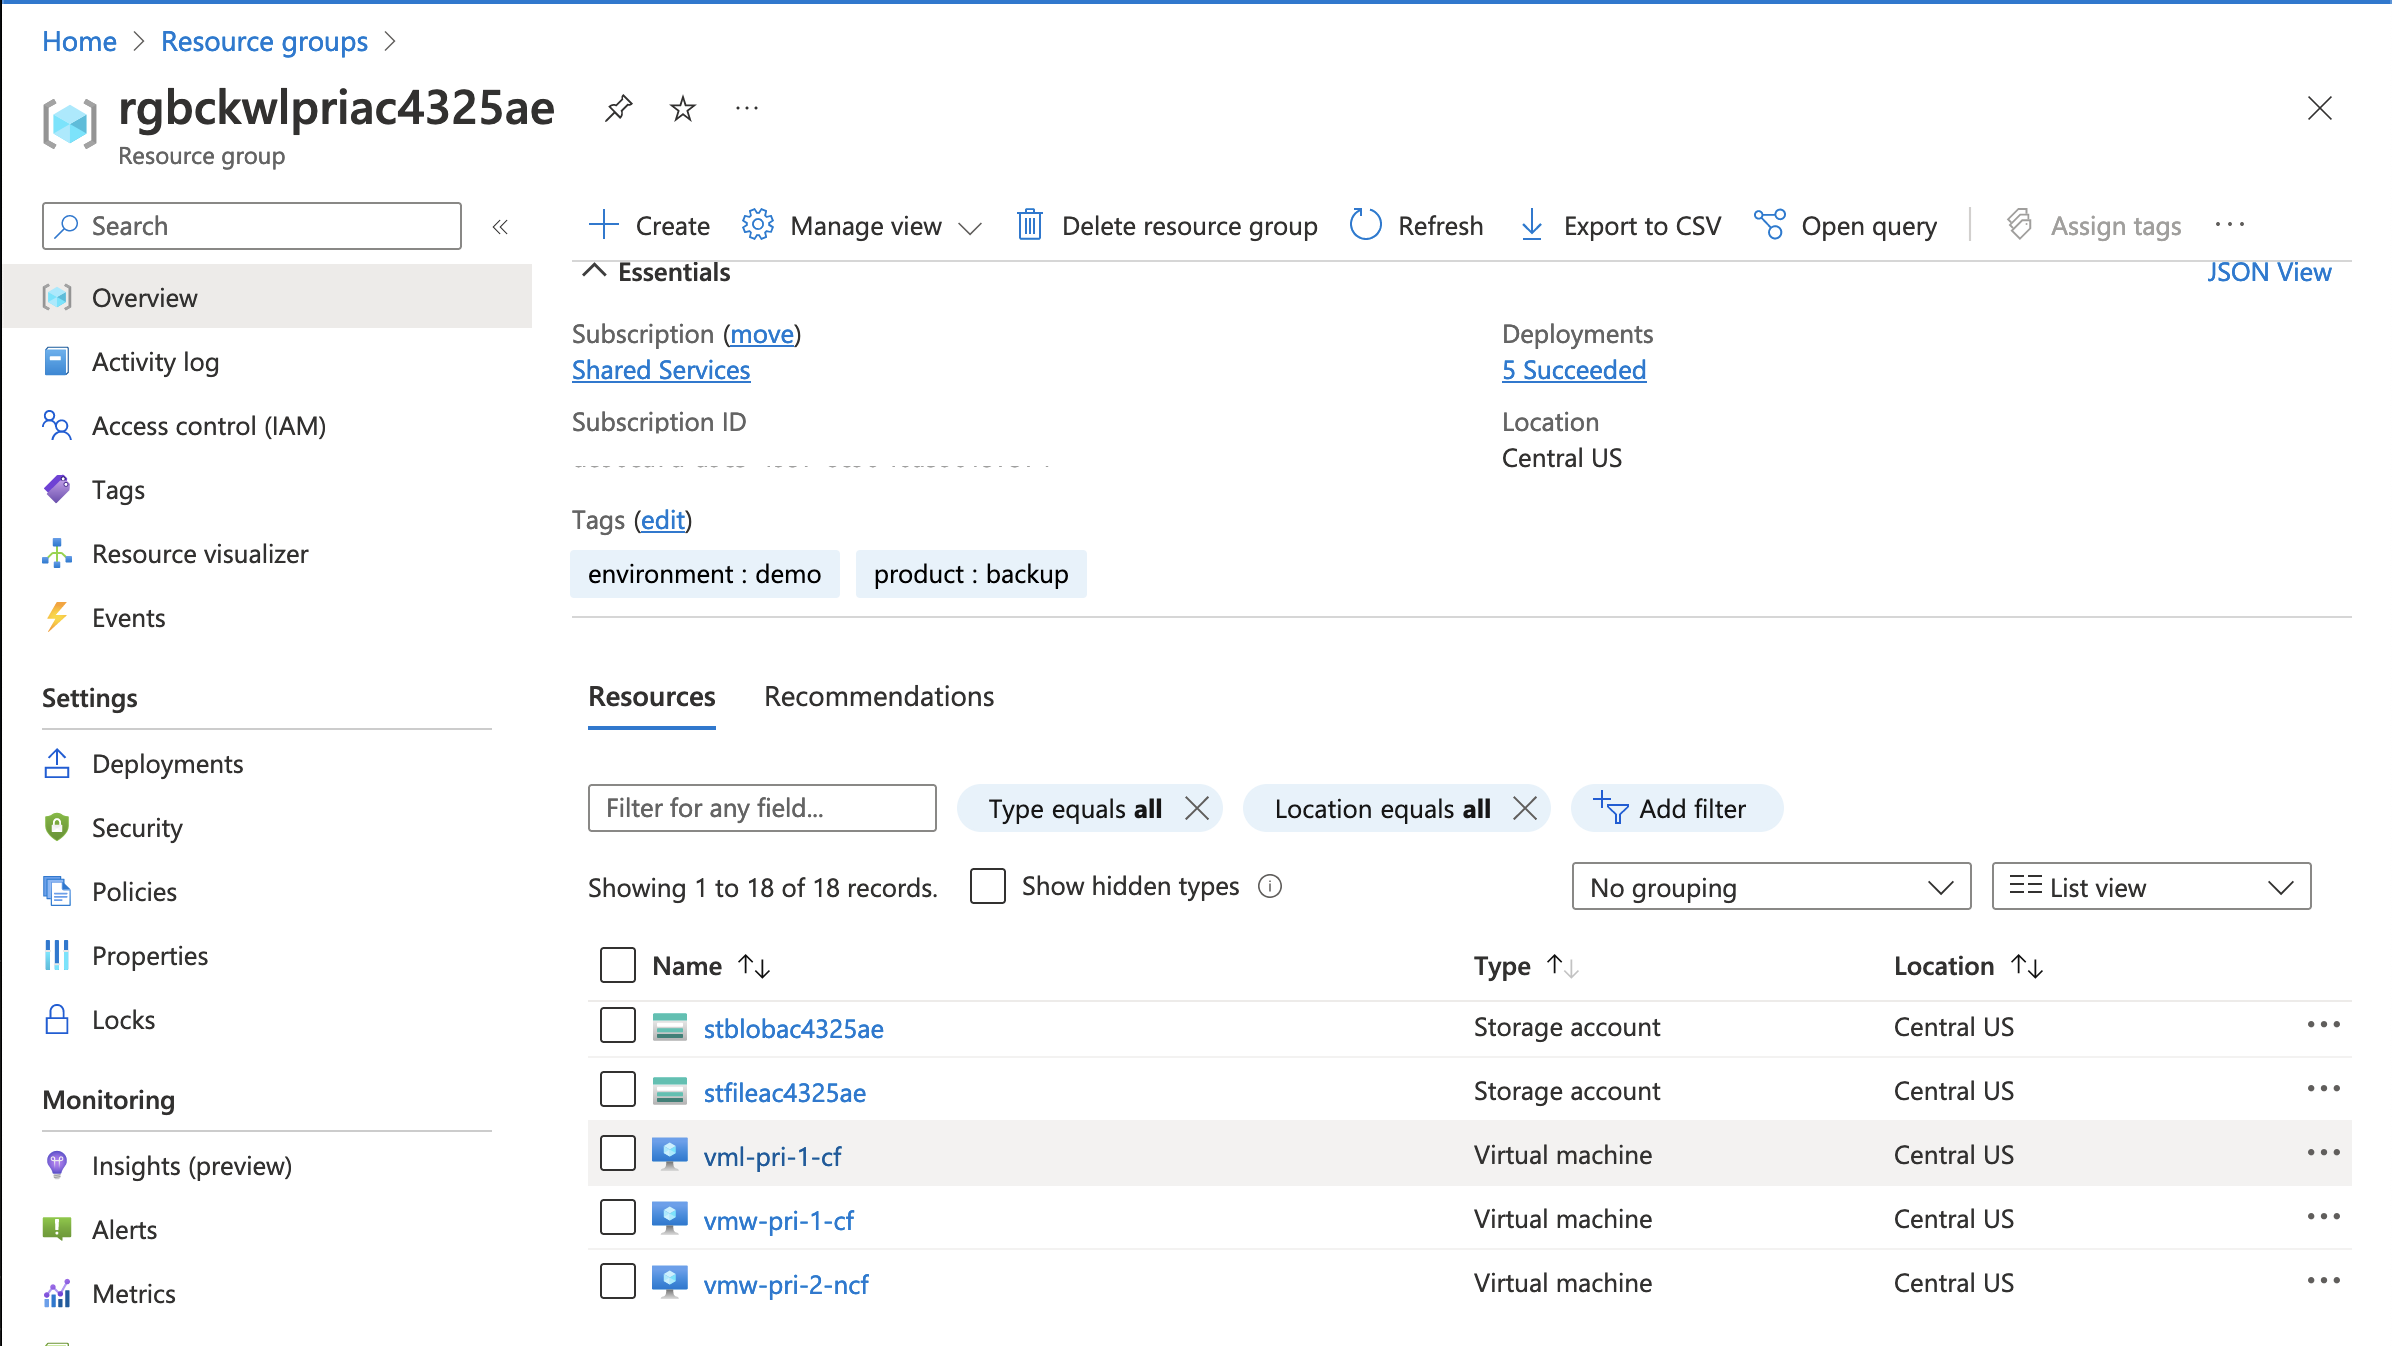 Home > Resource groups >
rgbckwlpriac4325ae
Resource group
Search
Overview
Activity log
Access control (IAM)
Tags
Resource visualizer
Events
Settings
Deployments
Security
Policies
Properties
Locks
Monitoring
Insights (preview)
Alerts
Metrics
Create Manage view Delete resource group Refresh Export to CSV Open query Assign tags
Essentials JSON View
Subscription (move)
Shared Services
Subscription ID
Deployments
5 Succeeded
Location
Central US
Tags (edit)
environment : demo product : backup
Resources Recommendations
Filter for any field... Type equals all Location equals all Add filter
Showing 1 to 18 of 18 records. Show hidden types No grouping List view
Name Type Location
stblobac4325ae Storage account Central US
stfileac4325ae Storage account Central US
vml-pri-1-cf Virtual machine Central US
vmw-pri-1-cf Virtual machine Central US
vmw-pri-2-ncf Virtual machine Central US